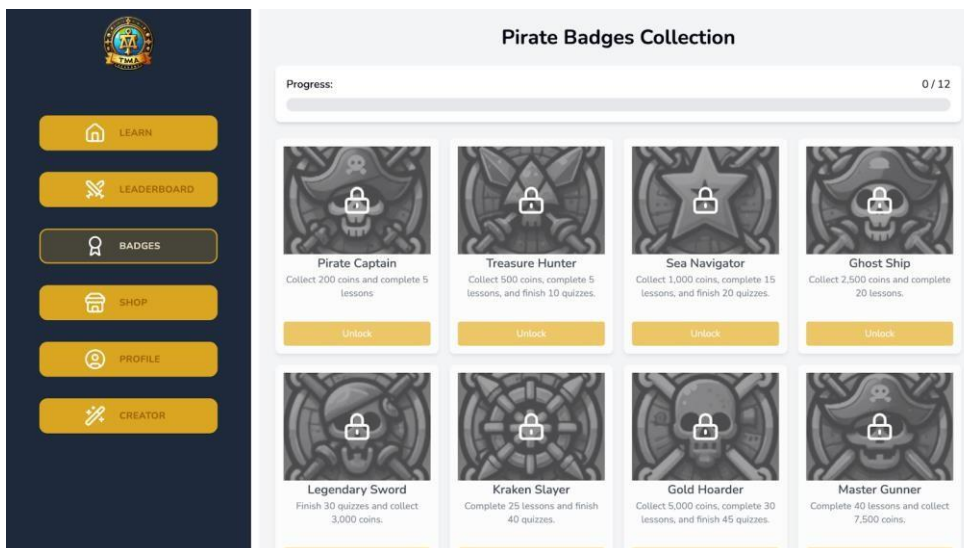 TMMA
Pirate Badges Collection
Progress:
0 / 12
LEARN
LEADERBOARD
BADGES
SHOP
PROFILE
CREATOR
Pirate Captain
Collect 200 coins and complete 5
lessons
Unlock
Treasure Hunter
Collect 500 coins, complete 5
lessons, and finish 10 quizzes.
Unlock
Sea Navigator
Collect 1,000 coins, complete 15
lessons, and finish 20 quizzes.
Unlock
Ghost Ship
Collect 2,500 coins and complete
20 lessons.
Unlock
Legendary Sword
Finish 30 quizzes and collect
3,000 coins.
Kraken Slayer
Complete 25 lessons and finish
40 quizzes.
Gold Hoarder
Collect 5,000 coins, complete 30
lessons, and finish 45 quizzes.
Master Gunner
Complete 40 lessons and collect
7,500 coins.